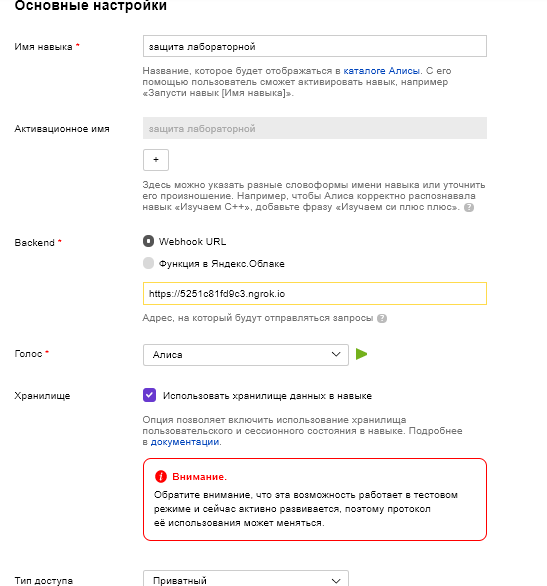 Основные настройки
Имя навыка *
защита лабораторной
Название, которое будет отображаться в каталоге Алисы. С его
помощью пользователь сможет активировать навык, например
«Запусти навык [Имя навыка]».
Активационное имя
защита лабораторной
+
Здесь можно указать разные словоформы имени навыка или уточнить
его произношение. Например, чтобы Алиса корректно распознавала
навык «Изучаем С++», добавьте фразу «Изучаем си плюс плюс». ?
Backend *
Webhook URL
Функция в Яндекс.Облаке
https://5251c81fd9c3.ngrok.io
Адрес, на который будут отправляться запросы ?
Голос *
Алиса
Хранилище
Использовать хранилище данных в навыке
Опция позволяет включить использование хранилища
пользовательского и сессионного состояния в навыке. Подробнее
в документации.
Внимание.
Обратите внимание, что эта возможность работает в тестовом
режиме и сейчас активно развивается, поэтому протокол
её использования может меняться.
Тип доступа
Приватный